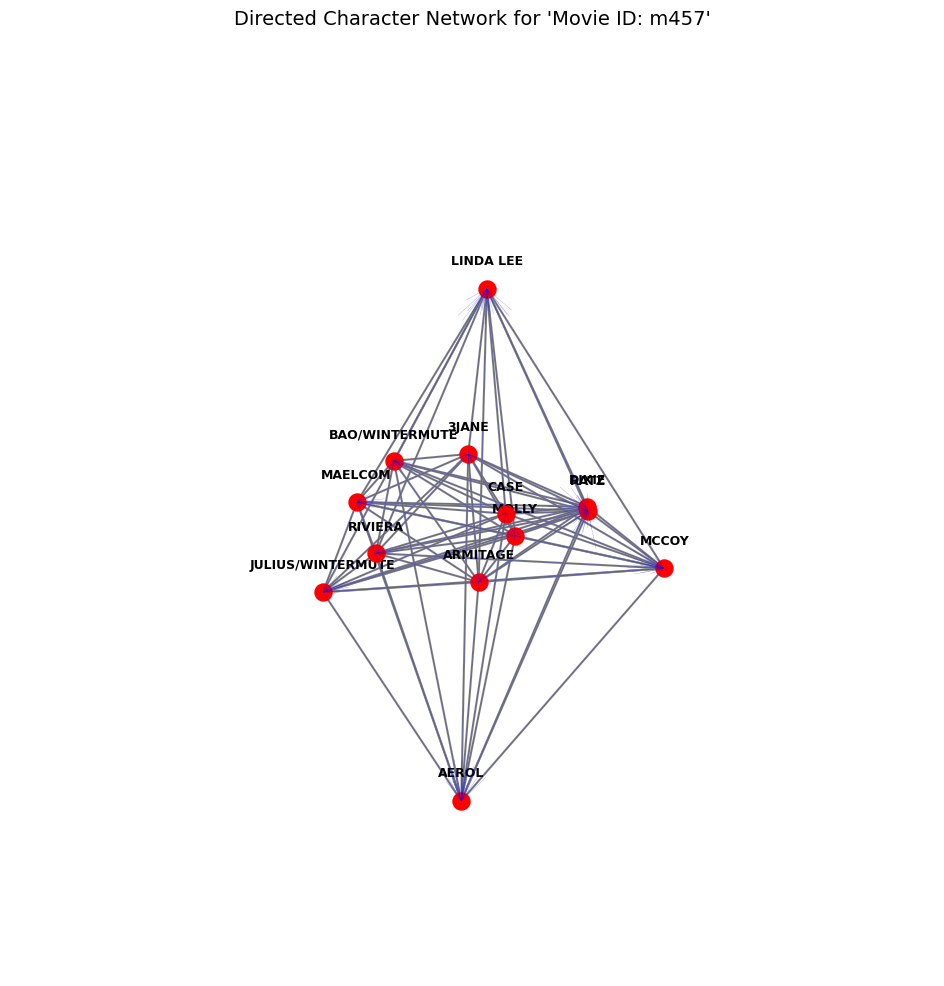 Directed Character Network for 'Movie ID: m457'
LINDA LEE
3JANE
BAO/WINTERMUTE
MAELCOM
CASE
MOLLY
RIVIERA
MCCOY
ARMITAGE
JULIUS/WINTERMUTE
AEROL